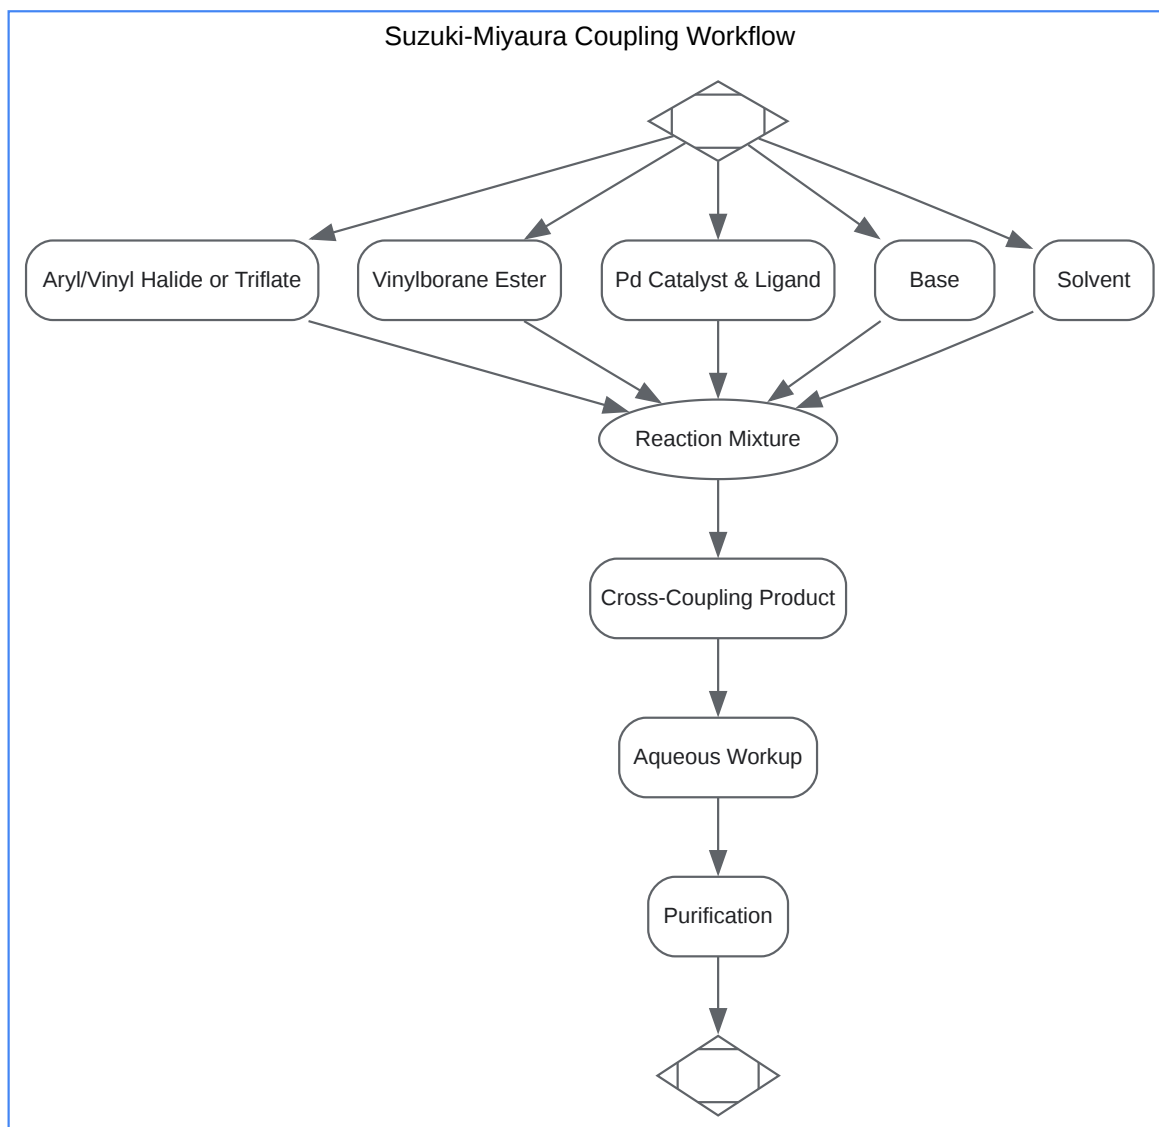 Suzuki-Miyaura Coupling Workflow
Aryl/Vinyl Halide or Triflate
Vinylborane Ester
Pd Catalyst & Ligand
Base
Solvent
Reaction Mixture
Cross-Coupling Product
Aqueous Workup
Purification